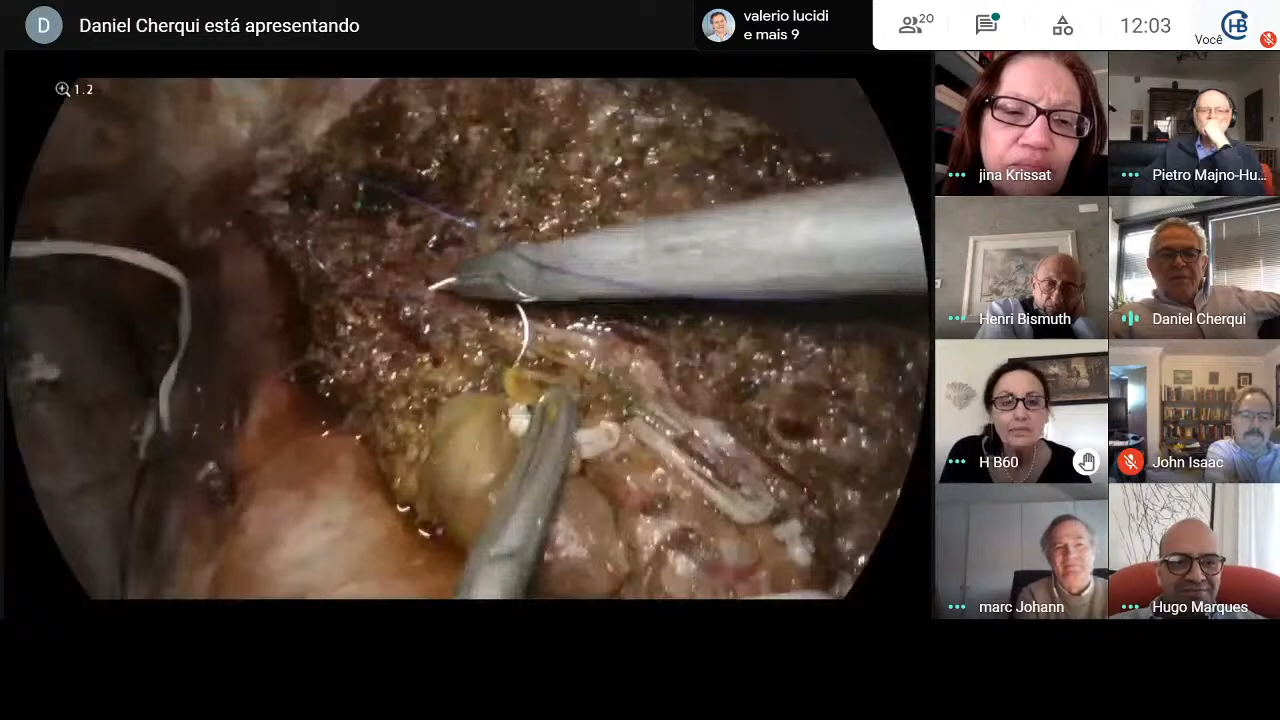 D
Daniel Cherqui está apresentando
valerio lucidi
e mais 9
20
12:03
HB
Você
1.2
jina Krissat
Pietro Majno-Hu...
Henri Bismuth
Daniel Cherqui
H B60
John Isaac
marc Johann
Hugo Marques